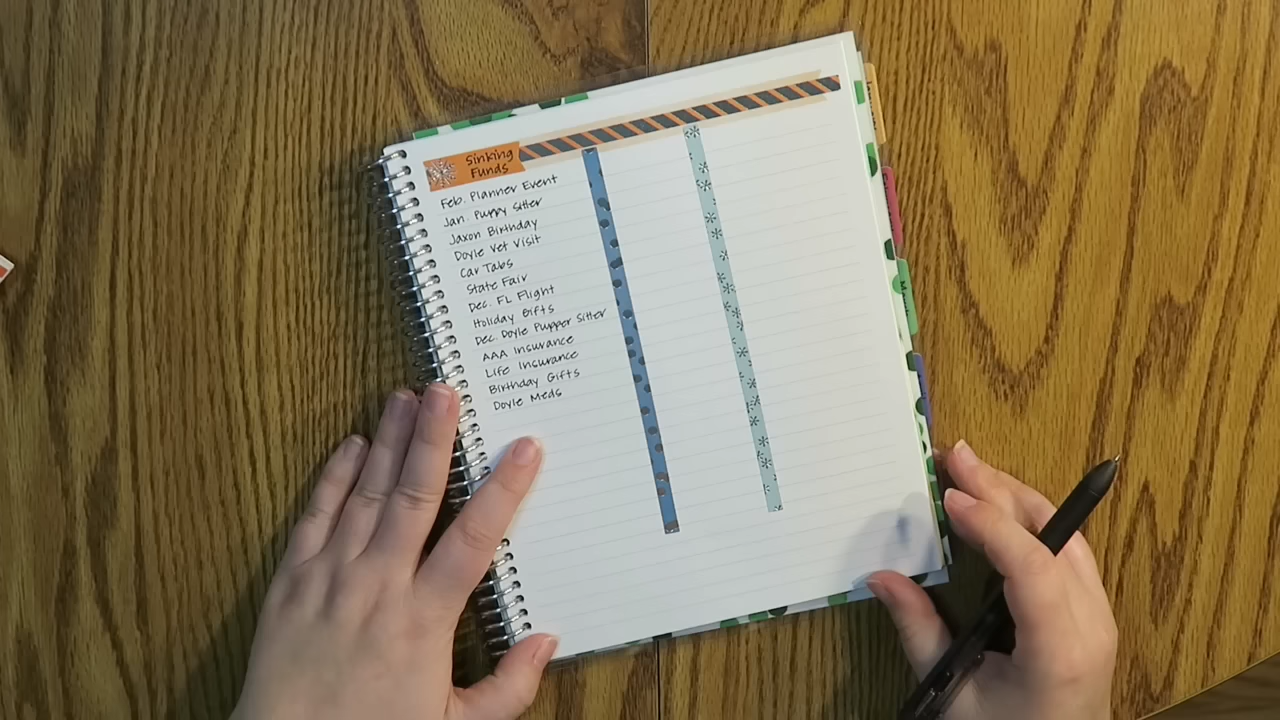 Sinking
Funds
Feb. Planner Event
Jan. Puppy Sitter
Jaxon Birthday
Doyle Vet Visit
Car Tabs
State Fair
Dec. FL Flight
Holiday Gifts
Dec. Doyle Pupper Sitter
AAA Insurance
Life Insurance
Birthday Gifts
Doyle Meds